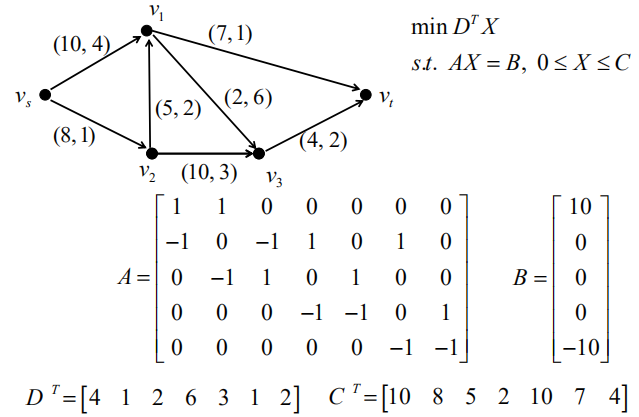 v₁
(10, 4)
(7, 1)
min DᵀX
s.t. AX = B, 0 ≤ X ≤ C
vₛ
(5, 2)
(2, 6)
vₜ
(8, 1)
(4, 2)
v₂
(10, 3)
v₃
A = [1 1 0 0 0 0 0
−1 0 −1 1 0 1 0
0 −1 1 0 1 0 0
0 0 0 −1 −1 0 1
0 0 0 0 0 −1 −1]
B = [10
0
0
0
−10]
Dᵀ = [4 1 2 6 3 1 2] Cᵀ = [10 8 5 2 10 7 4]